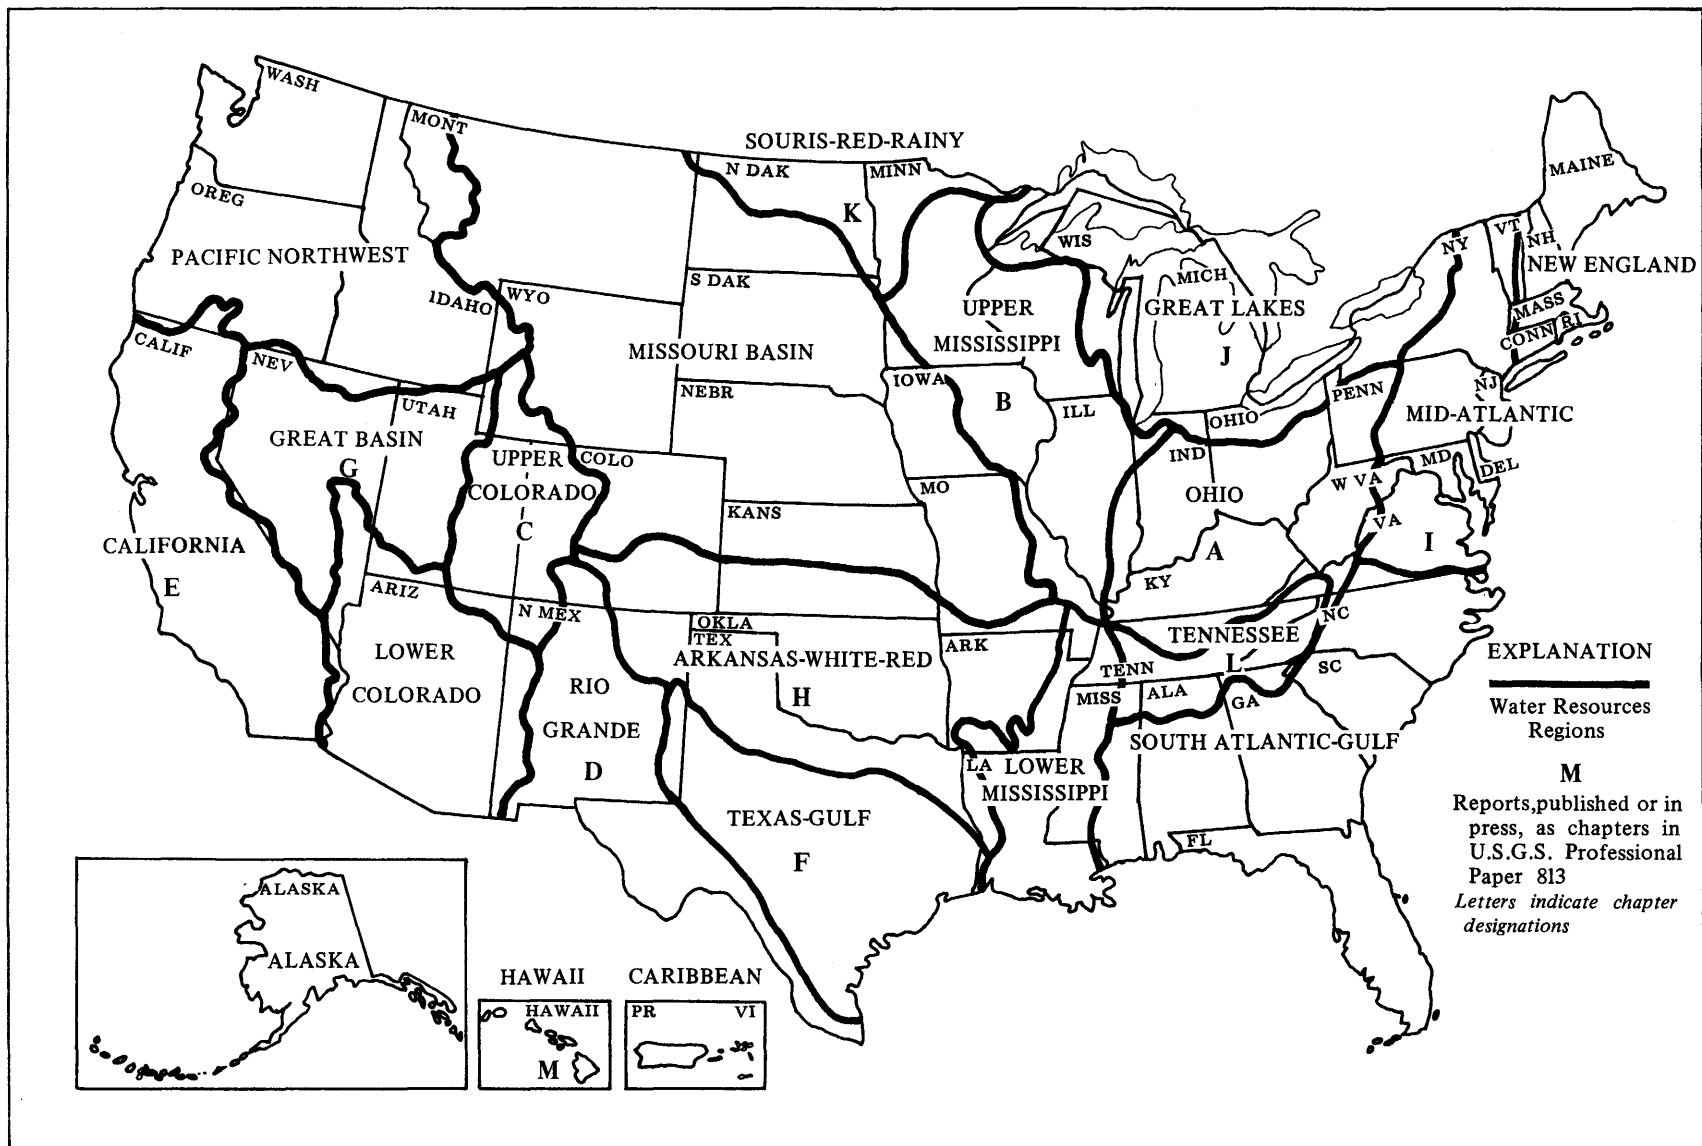 WASH
MONT
SOURIS-RED-RAINY
N DAK
MINN
MAINE
OREG
K
PACIFIC NORTHWEST
WIS
NY
VT
NH
NEW ENGLAND
IDAHO
WYO
S DAK
MICH
UPPER
MISSISSIPPI
GREAT LAKES
J
MASS
CONN
RI
CALIF
NEV
MISSOURI BASIN
UTAH
NEBR
IOWA
B
ILL
OHIO
PENN
NJ
MID-ATLANTIC
GREAT BASIN
G
UPPER
COLORADO
C
COLO
IND
MD
DEL
W VA
MO
OHIO
A
KANS
VA
I
CALIFORNIA
E
ARIZ
N MEX
KY
OKLA
TEX
ARKANSAS-WHITE-RED
H
ARK
TENNESSEE
L
NC
TENN
SC
LOWER
COLORADO
RIO
GRANDE
D
MISS
ALA
GA
SOUTH ATLANTIC-GULF
LA
LOWER
MISSISSIPPI
TEXAS-GULF
F
FL
EXPLANATION
Water Resources
Regions
M
Reports,published or in
press, as chapters in
U.S.G.S. Professional
Paper 813
Letters indicate chapter
designations
ALASKA
ALASKA
HAWAII
HAWAII
M
CARIBBEAN
PR
VI